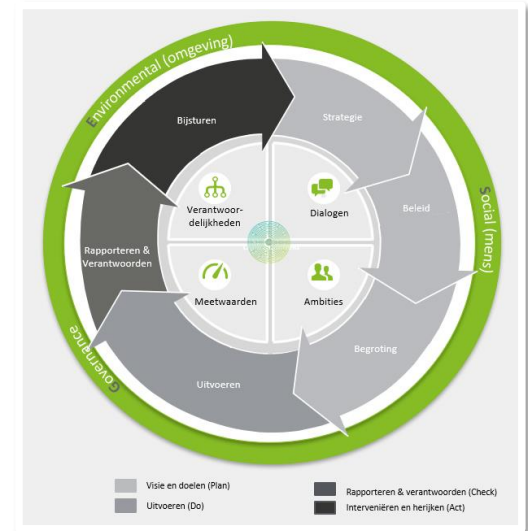 Environmental (omgeving)
Social (mens)
Governance
Bijsturen
Strategie
Beleid
Begroting
Uitvoeren
Rapporteren &
Verantwoorden
Verantwoor-
delijkheden
Dialogen
Meetwaarden
Ambities
Visie en doelen (Plan)
Uitvoeren (Do)
Rapporteren & verantwoorden (Check)
Interveniëren en herijken (Act)